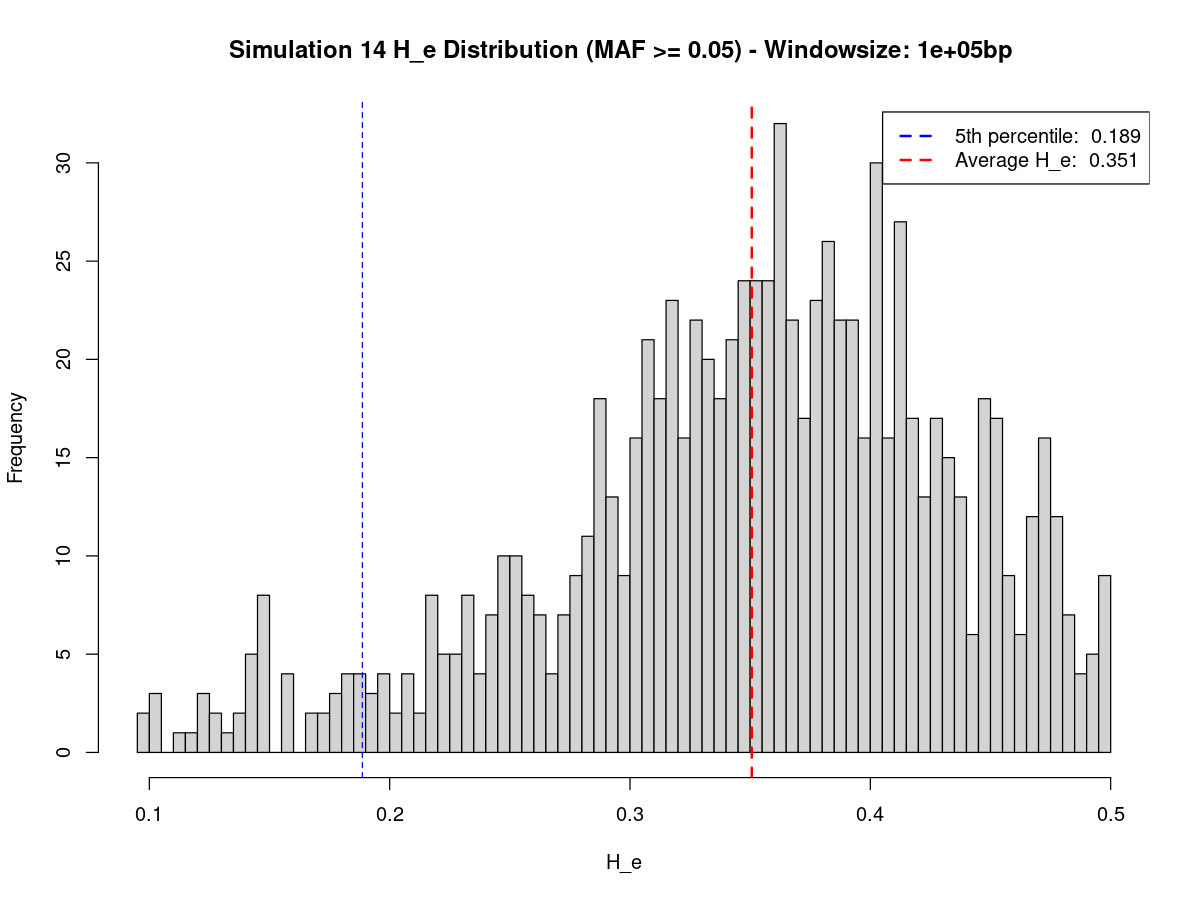 Simulation 14 H_e Distribution (MAF >= 0.05) - Windowsize: 1e+05bp
5th percentile: 0.189
Average H_e: 0.351
Frequency
30
25
20
15
10
5
0
0.1 0.2 0.3 0.4 0.5
H_e